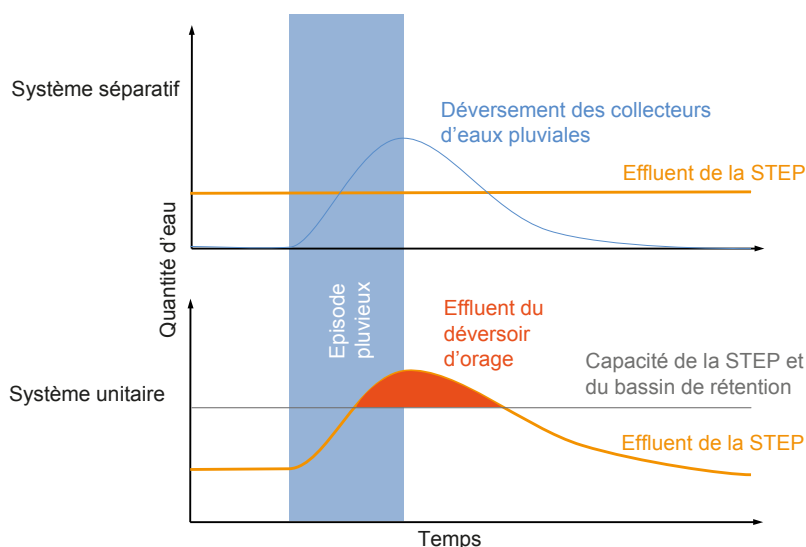 Système séparatif
Déversement des collecteurs
d'eaux pluviales
Effluent de la STEP
Quantité d'eau
Episode
pluvieux
Effluent du
déversoir
d'orage
Capacité de la STEP et
du bassin de rétention
Système unitaire
Effluent de la STEP
Temps